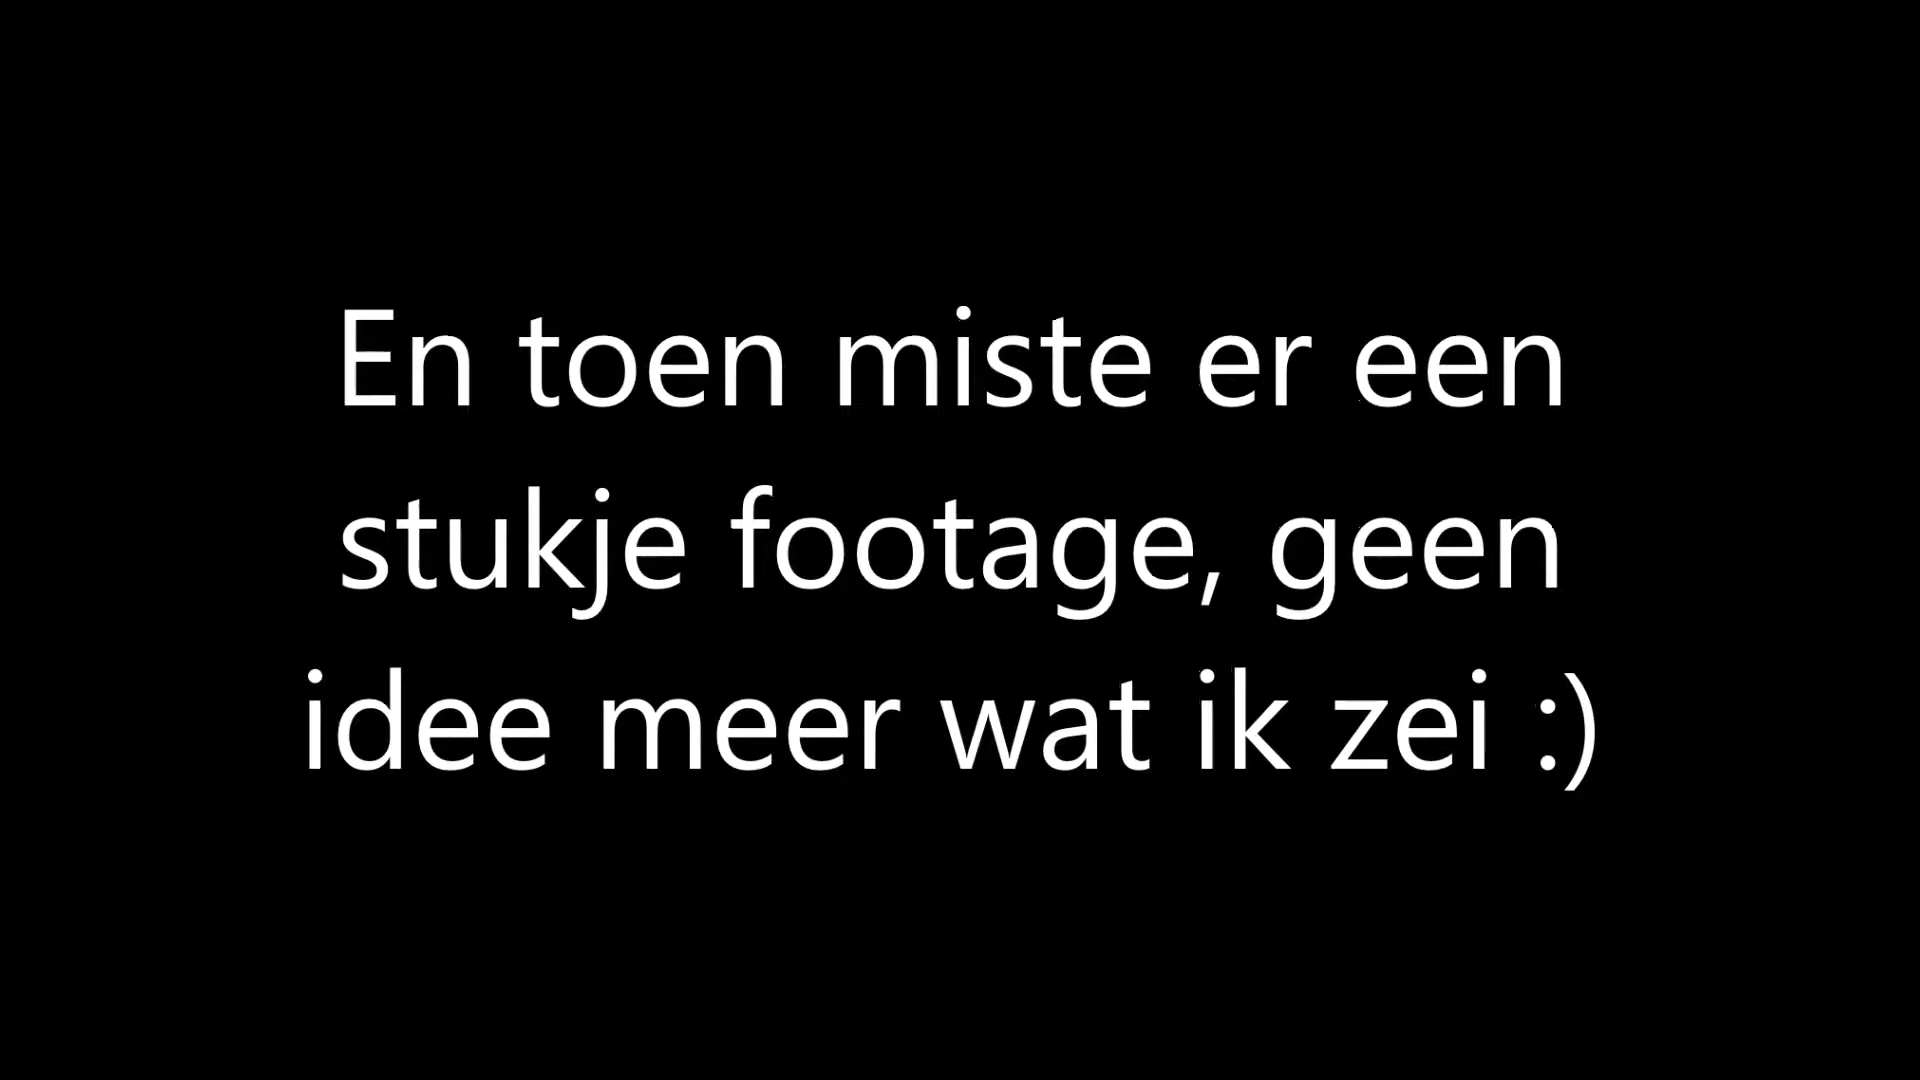 En toen miste er een
stukje footage, geen
idee meer wat ik zei :)